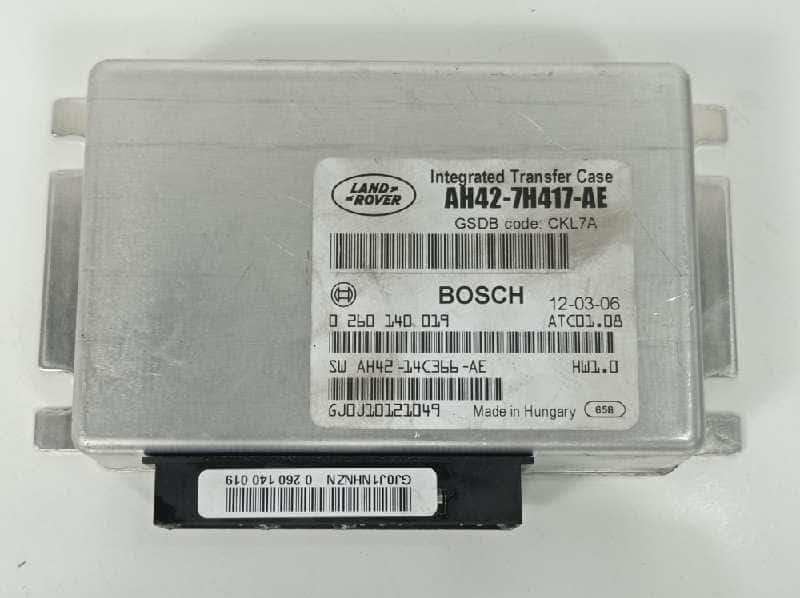 LAND
ROVER
Integrated Transfer Case
AH42-7H417-AE
GSDB code: CKL7A
BOSCH
12-03-06
0 260 140 019 ATC01.08
SW AH42-14C366-AE HW1.0
GJ0J10121049 Made in Hungary 658
GJ0J1NHNZN 0 260 140 019